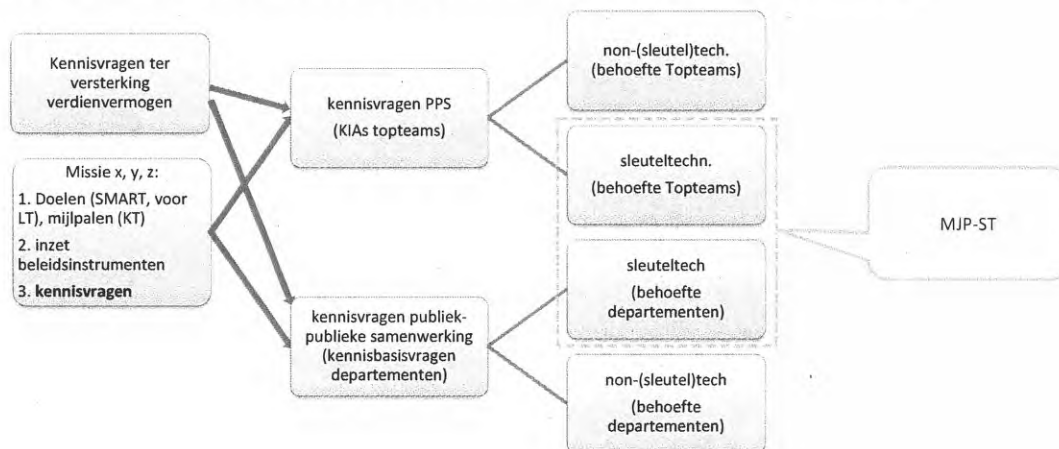 Kennisvragen ter
versterking
verdienvermogen
Missie x, y, z:
1. Doelen (SMART, voor
LT), mijlpalen (KT)
2. inzet
beleidsinstrumenten
3. kennisvragen
kennisvragen PPS
(KIAs topteams)
kennisvragen publiek-
publieke samenwerking
(kennisbasisvragen
departementen)
non-(sleutel)tech.
(behoefte Topteams)
sleuteltechn.
(behoefte Topteams)
sleuteltech
(behoefte
departementen)
non-(sleutel)tech
(behoefte
departementen)
MJP-ST